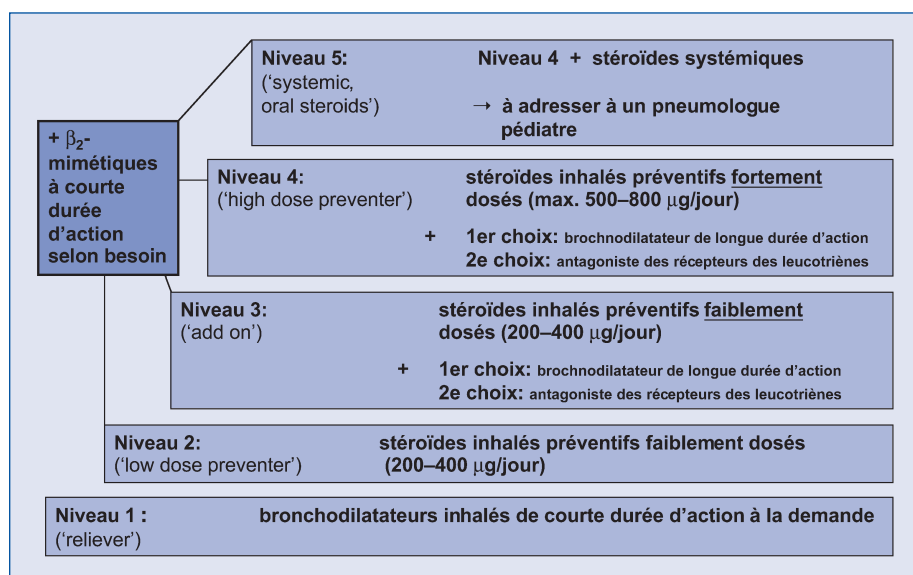 Niveau 5: Niveau 4 + stéroïdes systémiques
(‘systemic,
oral steroids’)
→ à adresser à un pneumologue
pédiatre
+ β2-
mimétiques
à courte
durée
d’action
selon besoin
Niveau 4: stéroïdes inhalés préventifs fortement
(‘high dose preventer’) dosés (max. 500–800 µg/jour)
+ 1er choix: brochnodilatateur de longue durée d’action
2e choix: antagoniste des récepteurs des leucotriènes
Niveau 3: stéroïdes inhalés préventifs faiblement
(‘add on’) dosés (200–400 µg/jour)
+ 1er choix: brochnodilatateur de longue durée d’action
2e choix: antagoniste des récepteurs des leucotriènes
Niveau 2: stéroïdes inhalés préventifs faiblement dosés
(‘low dose preventer’) (200–400 µg/jour)
Niveau 1 : bronchodilatateurs inhalés de courte durée d’action à la demande
(‘reliever’)